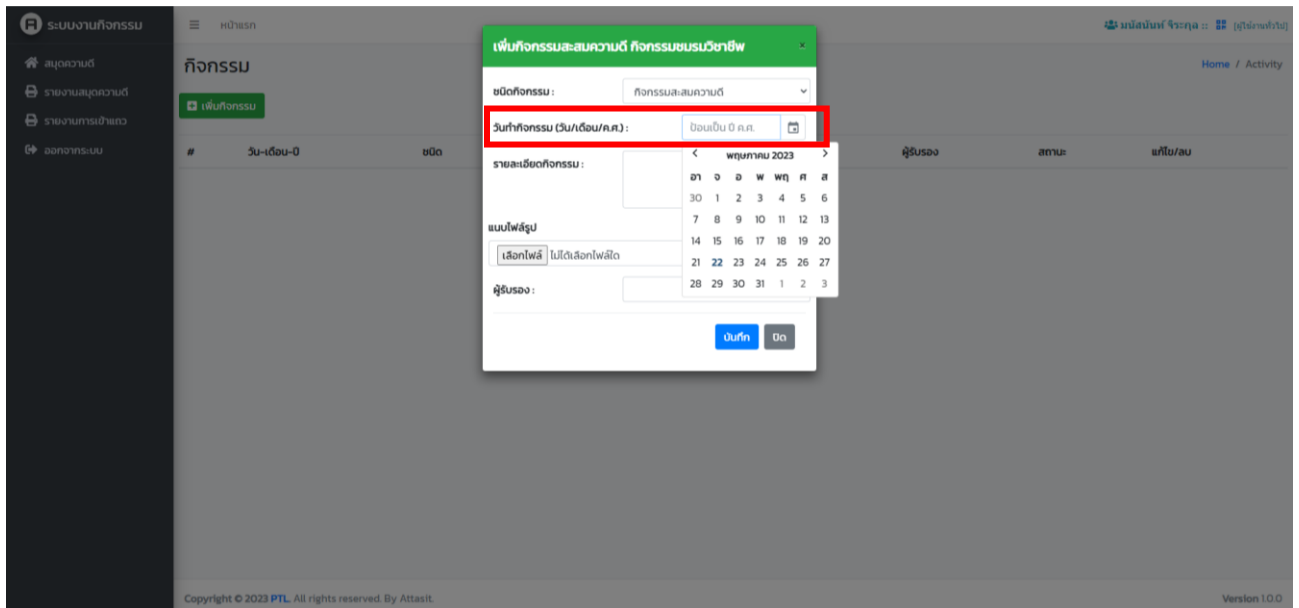 ระบบงานกิจกรรม
หน้าแรก
มนัสนันท์ จิระกุล :: [ผู้ใช้งานทั่วไป]
สมุดความดี
รายงานสมุดความดี
รายงานการเข้าแถว
ออกจากระบบ
กิจกรรม
Home / Activity
เพิ่มกิจกรรม
# วัน-เดือน-ปี ชนิด ผู้รับรอง สถานะ แก้ไข/ลบ
เพิ่มกิจกรรมสะสมความดี กิจกรรมชมรมวิชาชีพ ×
ชนิดกิจกรรม : กิจกรรมสะสมความดี
วันทำกิจกรรม (วัน/เดือน/ค.ศ.) : ป้อนเป็น ปี ค.ศ.
รายละเอียดกิจกรรม :
พฤษภาคม 2023
อา จ อ พ พฤ ศ ส
30 1 2 3 4 5 6
7 8 9 10 11 12 13
14 15 16 17 18 19 20
21 22 23 24 25 26 27
28 29 30 31 1 2 3
แนบไฟล์รูป
เลือกไฟล์ ไม่ได้เลือกไฟล์ใด
ผู้รับรอง :
บันทึก ปิด
Copyright © 2023 PTL. All rights reserved. By Attasit.
Version 1.0.0